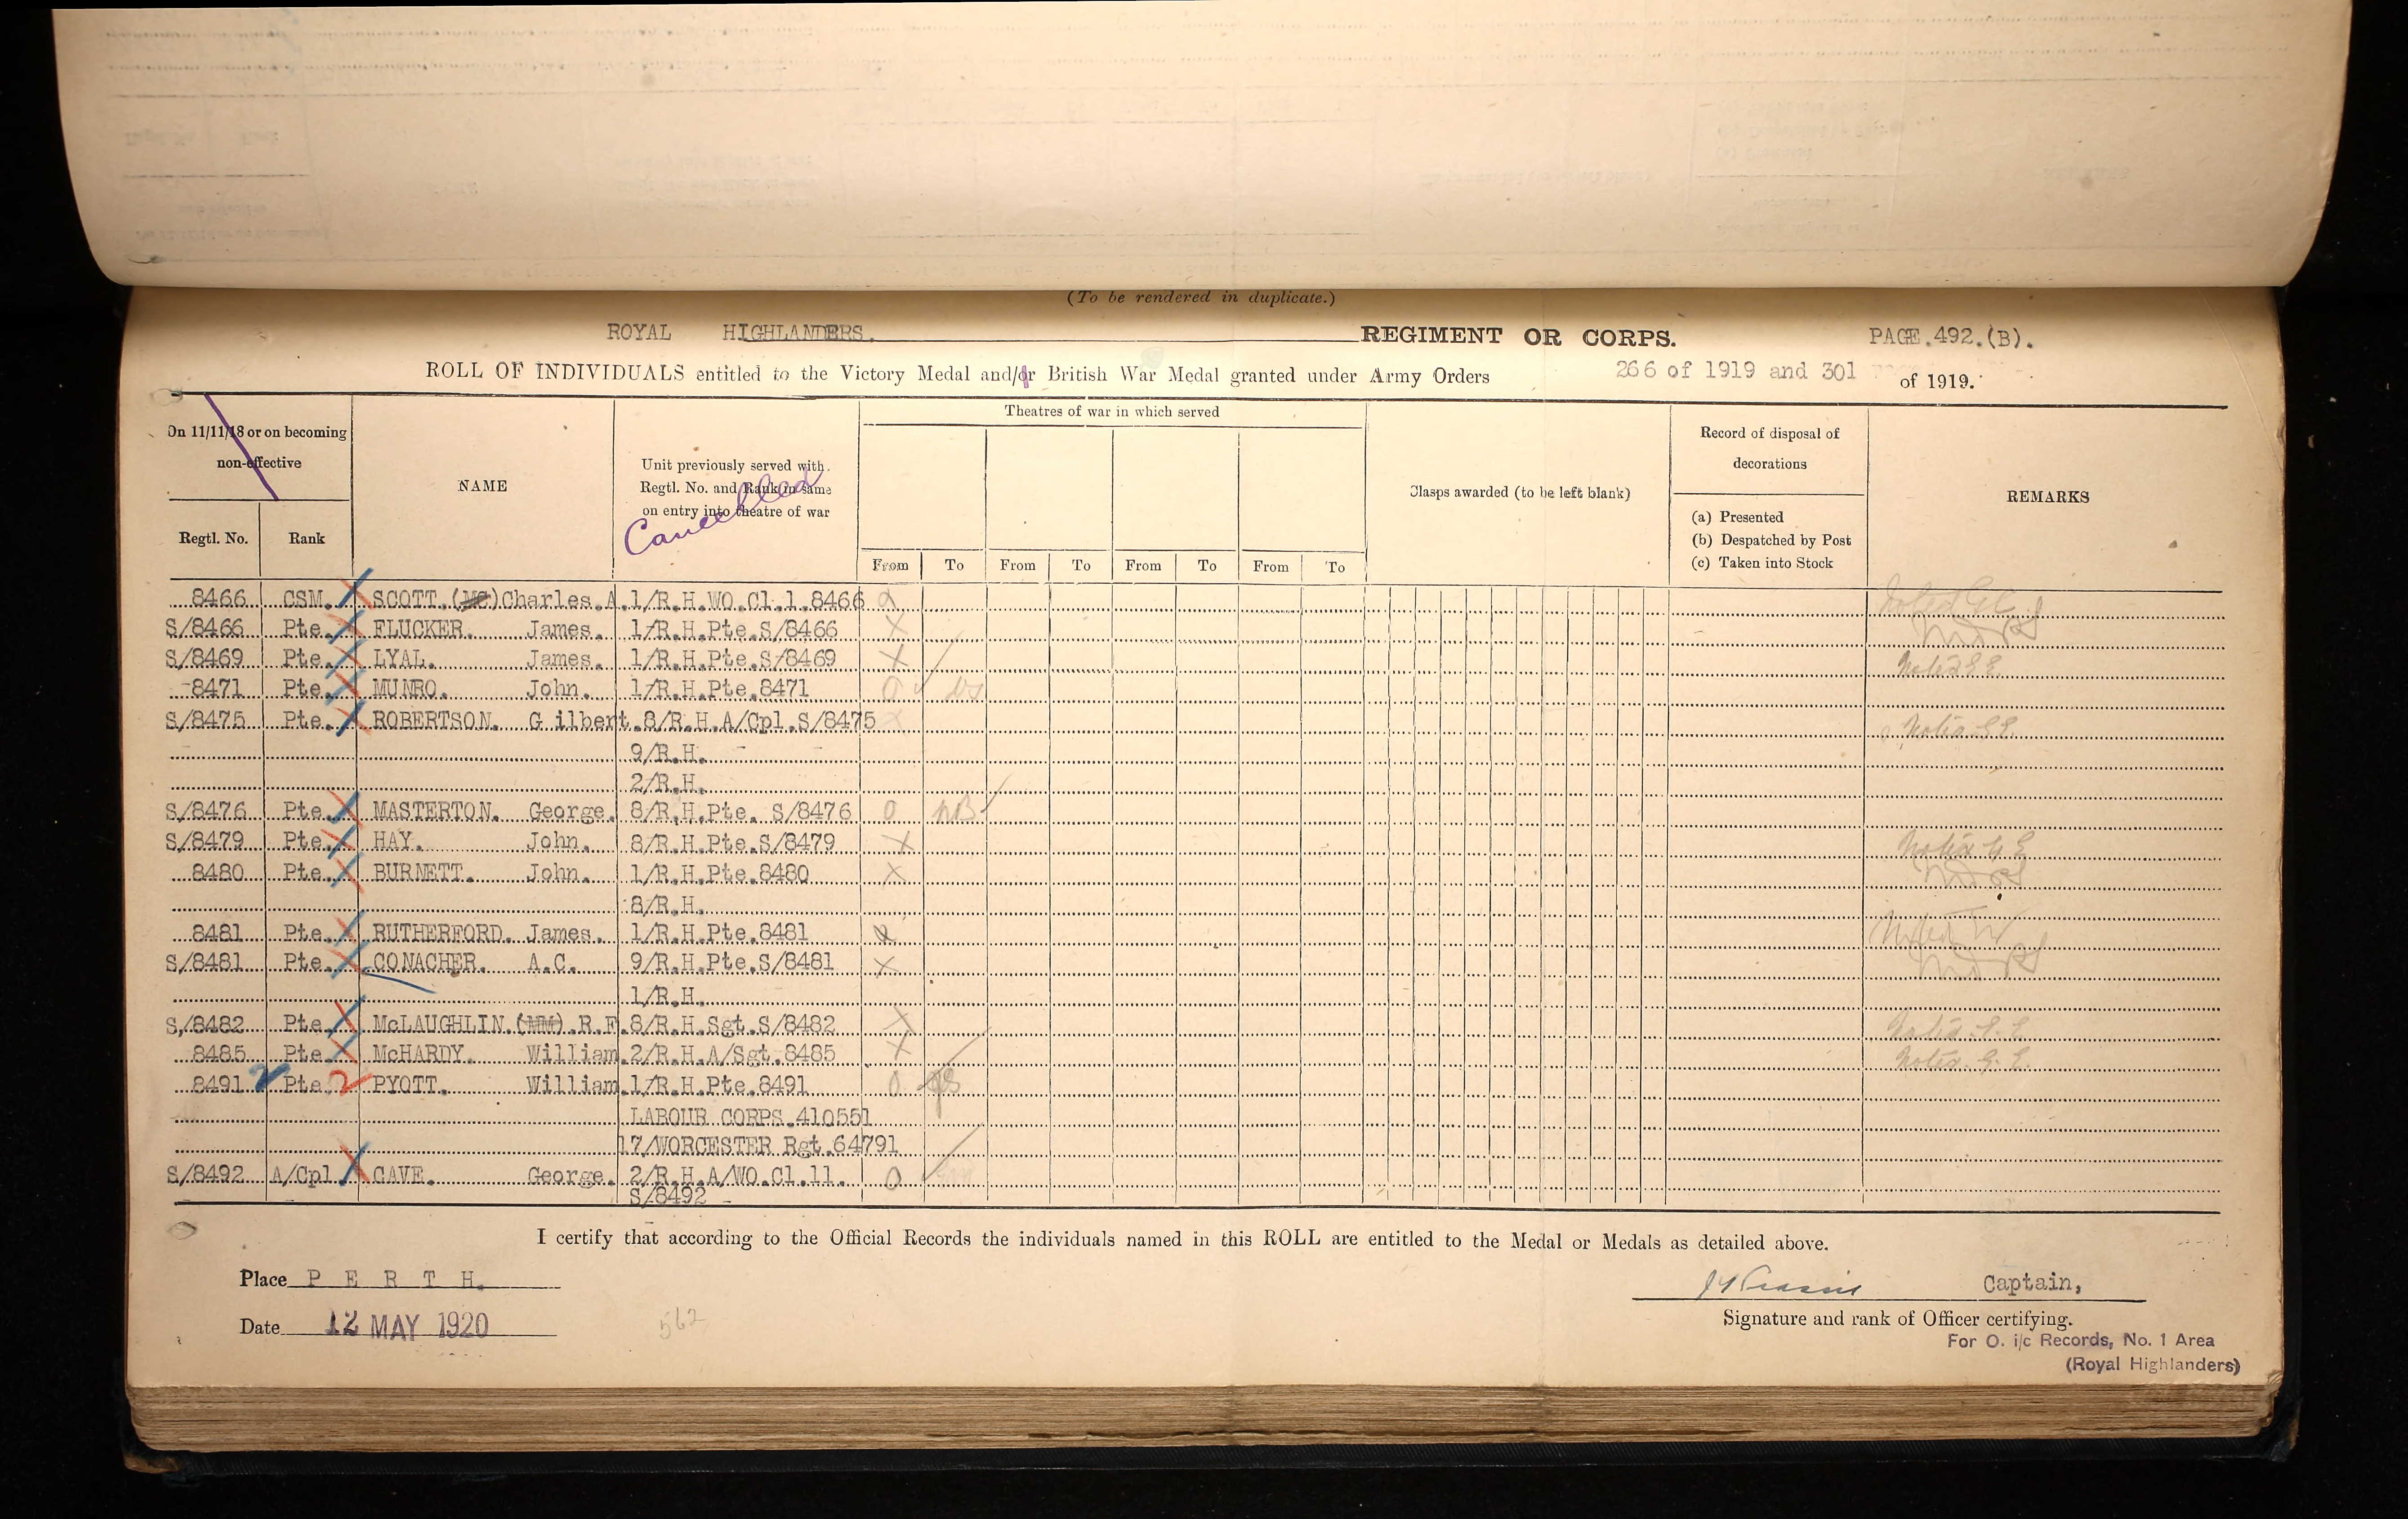 (To be rendered in duplicate.)
ROYAL HIGHLANDERS. REGIMENT OR CORPS. PAGE.492.(B).
ROLL OF INDIVIDUALS entitled to the Victory Medal and/or British War Medal granted under Army Orders 266 of 1919 and 301 of 1919.
On 11/11/18 or on becoming non-effective
Regtl. No.
Rank
NAME
Unit previously served with.
Regtl. No. and Rank in same
on entry into theatre of war
Cancelled
Theatres of war in which served
From To From To From To From To
Clasps awarded (to be left blank)
Record of disposal of
decorations
(a) Presented
(b) Despatched by Post
(c) Taken into Stock
REMARKS
8466 CSM. SCOTT. (MC) Charles.A. 1/R.H.WO.Cl.1.8466 Noted
S/8466 Pte. FLUCKER. James. 1/R.H.Pte.S/8466 X
S/8469 Pte. LYAL. James. 1/R.H.Pte.S/8469 X Noted
8471 Pte. MUNRO. John. 1/R.H.Pte.8471 O
S/8475 Pte. ROBERTSON. G ilbert. 8/R.H.A/Cpl.S/8475 Noted
9/R.H.
2/R.H.
S/8476 Pte. MASTERTON. George. 8/R.H.Pte. S/8476 O
S/8479 Pte. HAY. John. 8/R.H.Pte.S/8479 X Noted
8480 Pte. BURNETT. John. 1/R.H.Pte.8480 X
8/R.H.
8481 Pte. RUTHERFORD. James. 1/R.H.Pte.8481 Noted
S/8481 Pte. CONACHER. A.C. 9/R.H.Pte.S/8481 X
1/R.H.
S/8482 Pte. McLAUGHLIN.(MM).R.F. 8/R.H.Sgt.S/8482 X Noted
8485 Pte. McHARDY. William. 2/R.H.A/Sgt.8485 X Noted
8491 Pte. PYOTT. William. 1/R.H.Pte.8491 O
LABOUR CORPS.410551
17/WORCESTER Rgt.64791
S/8492 A/Cpl. CAVE. George. 2/R.H.A/WO.Cl.11. O
S/8492
I certify that according to the Official Records the individuals named in this ROLL are entitled to the Medal or Medals as detailed above.
Place P E R T H.
Captain,
Date 12 MAY 1920
562
Signature and rank of Officer certifying.
For O. i/c Records, No. 1 Area
(Royal Highlanders)